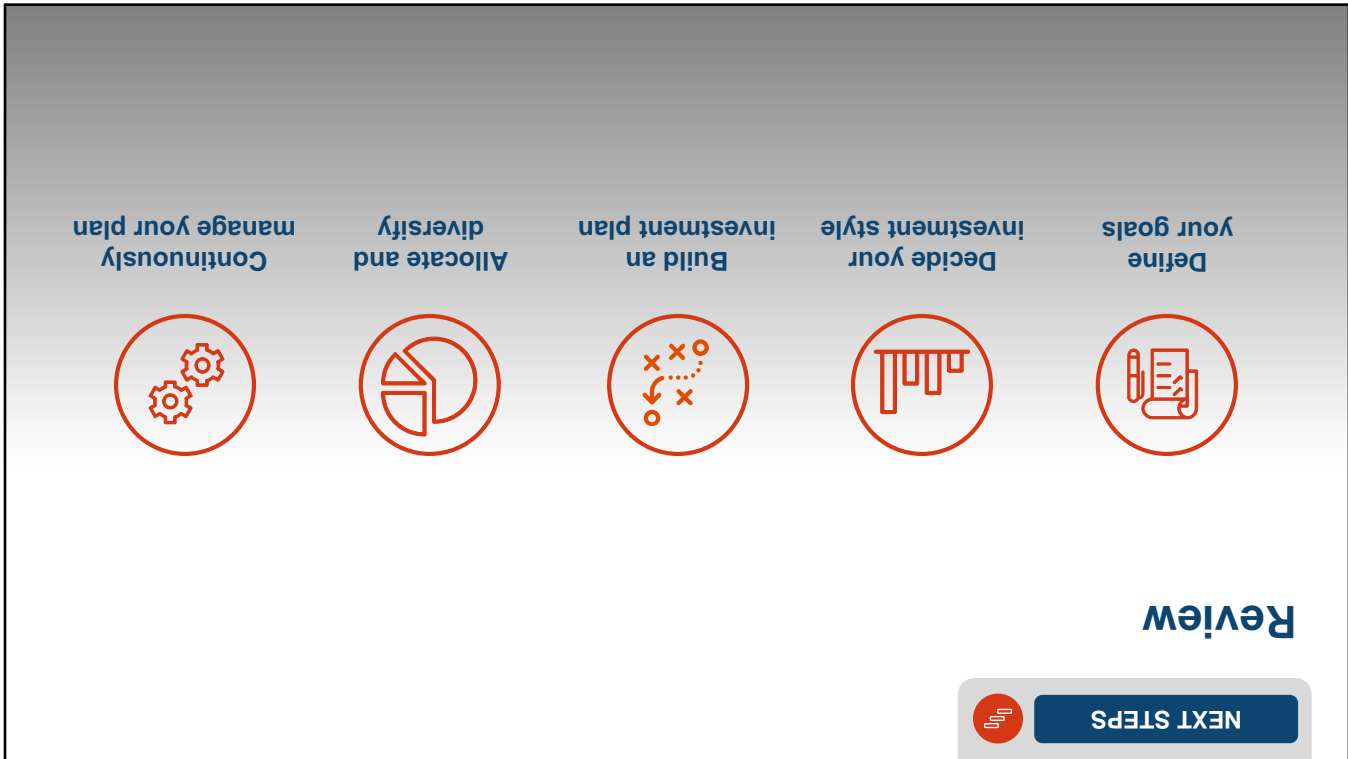 NEXT STEPS
Review
Define
your goals
Decide your
investment style
Build an
investment plan
Allocate and
diversify
Continuously
manage your plan